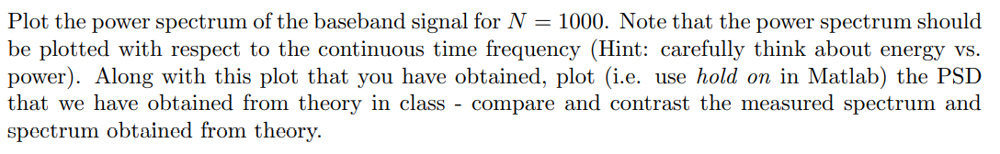 Plot the power spectrum of the baseband signal for N = 1000. Note that the power spectrum should
be plotted with respect to the continuous time frequency (Hint: carefully think about energy vs.
power). Along with this plot that you have obtained, plot (i.e. use hold on in Matlab) the PSD
that we have obtained from theory in class - compare and contrast the measured spectrum and
spectrum obtained from theory.